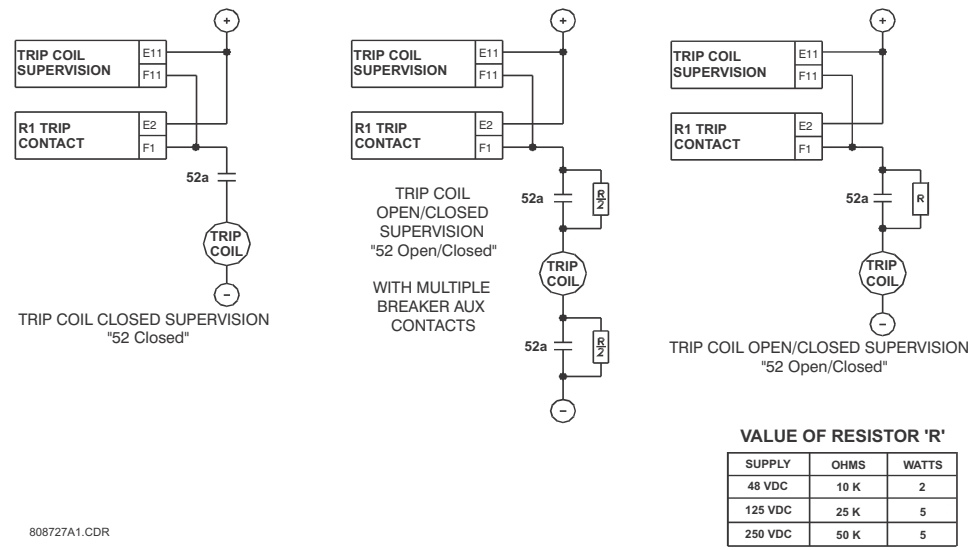 +
TRIP COIL
SUPERVISION
E11
F11
R1 TRIP
CONTACT
E2
F1
52a
TRIP
COIL
-
TRIP COIL CLOSED SUPERVISION
"52 Closed"
+
TRIP COIL
SUPERVISION
E11
F11
R1 TRIP
CONTACT
E2
F1
TRIP COIL
OPEN/CLOSED
SUPERVISION
"52 Open/Closed"
WITH MULTIPLE
BREAKER AUX
CONTACTS
52a
R
2
TRIP
COIL
52a
R
2
-
+
TRIP COIL
SUPERVISION
E11
F11
R1 TRIP
CONTACT
E2
F1
52a
R
TRIP
COIL
-
TRIP COIL OPEN/CLOSED SUPERVISION
"52 Open/Closed"
VALUE OF RESISTOR 'R'
SUPPLY OHMS WATTS
48 VDC 10 K 2
125 VDC 25 K 5
250 VDC 50 K 5
808727A1.CDR